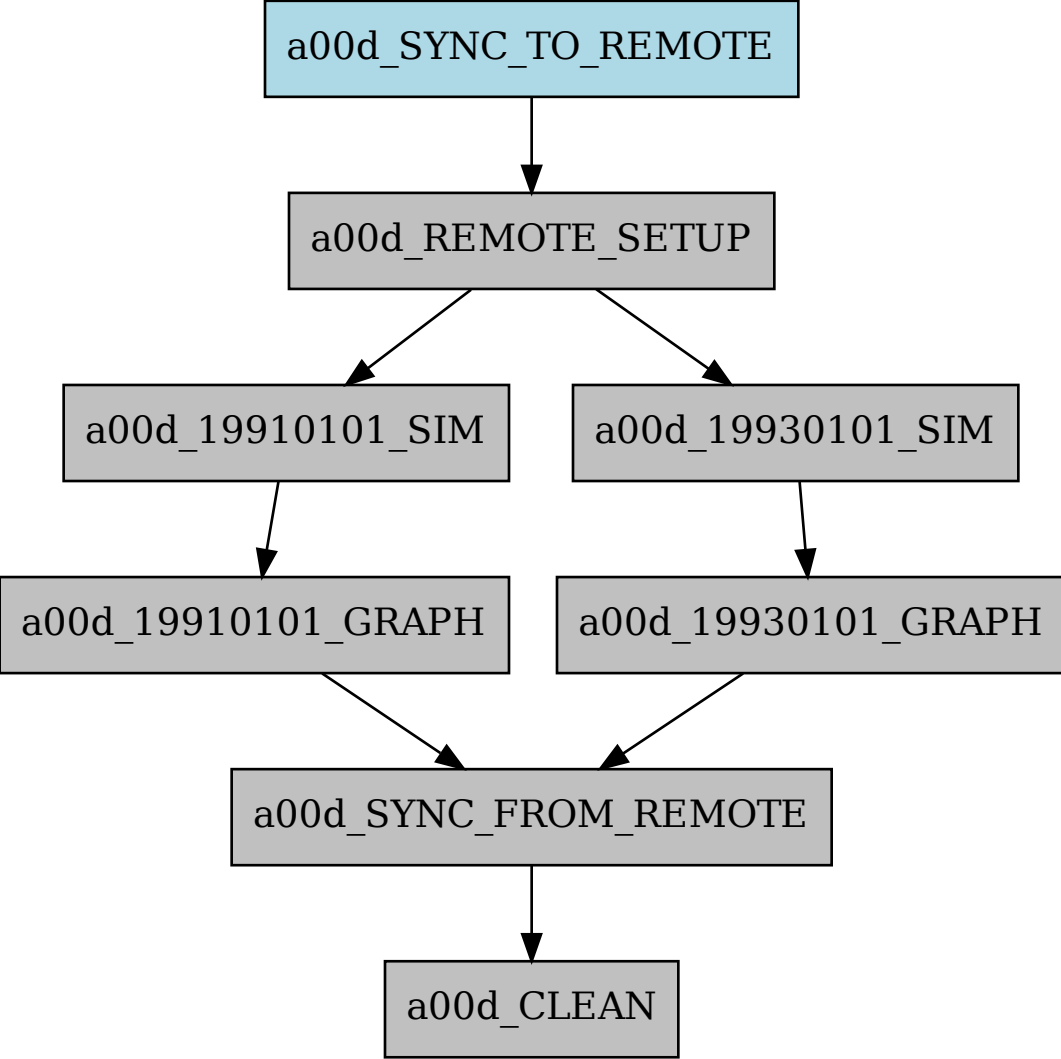 a00d_SYNC_TO_REMOTE
a00d_REMOTE_SETUP
a00d_19910101_SIM
a00d_19930101_SIM
a00d_19910101_GRAPH
a00d_19930101_GRAPH
a00d_SYNC_FROM_REMOTE
a00d_CLEAN